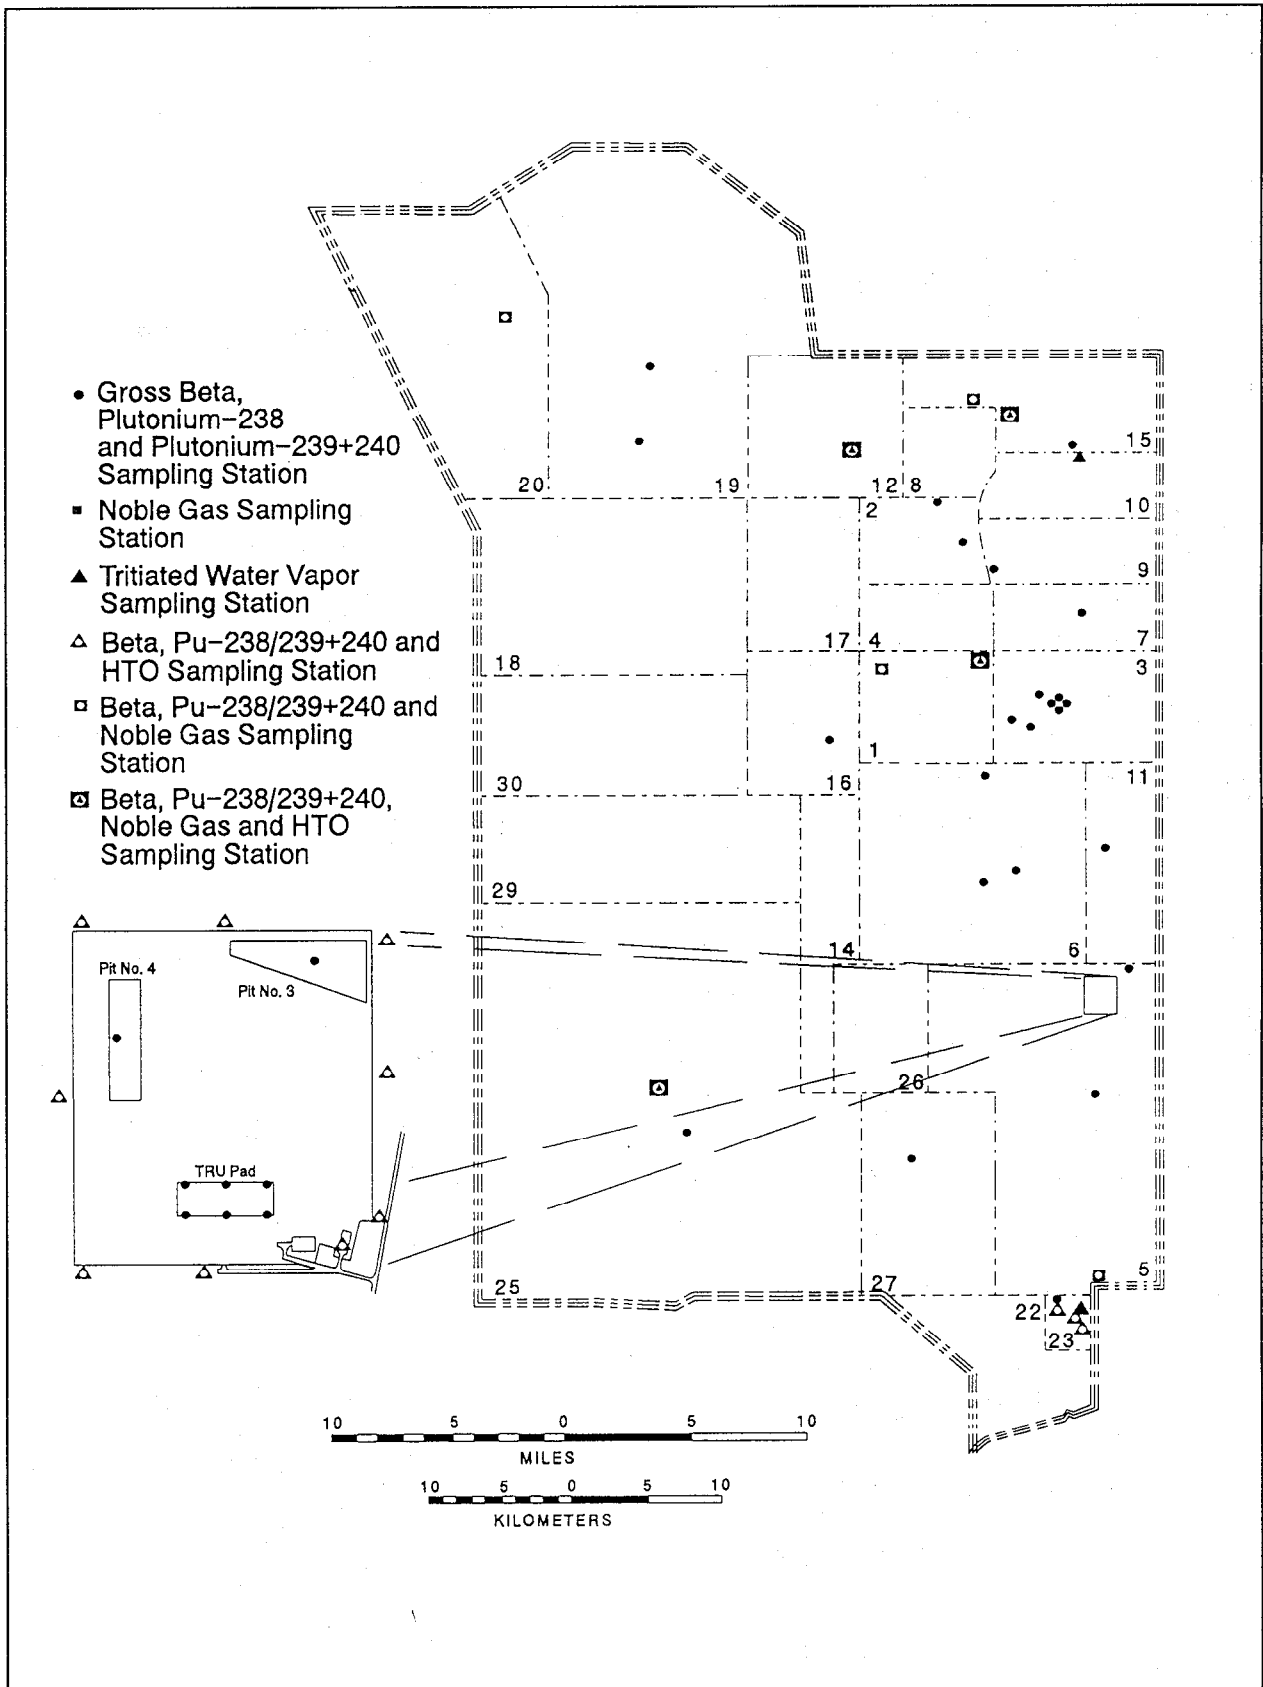 Gross Beta,
Plutonium-238
and Plutonium-239+240
Sampling Station
Noble Gas Sampling
Station
Tritiated Water Vapor
Sampling Station
Beta, Pu-238/239+240 and
HTO Sampling Station
Beta, Pu-238/239+240 and
Noble Gas Sampling
Station
Beta, Pu-238/239+240,
Noble Gas and HTO
Sampling Station
15
20
19
12
8
2
10
9
17
4
7
18
3
1
30
16
11
29
14
6
Pit No. 4
Pit No. 3
26
TRU Pad
25
27
5
22
23
10 5 0 5 10
MILES
10 5 0 5 10
KILOMETERS